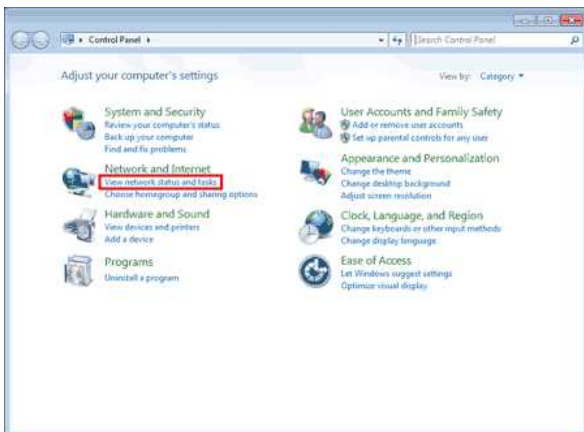 Control Panel
Search Control Panel
Adjust your computer's settings
View by: Category
System and Security
Review your computer's status
Back up your computer
Find and fix problems
Network and Internet
View network status and tasks
Choose homegroup and sharing options
Hardware and Sound
View devices and printers
Add a device
Programs
Uninstall a program
User Accounts and Family Safety
Add or remove user accounts
Set up parental controls for any user
Appearance and Personalization
Change the theme
Change desktop background
Adjust screen resolution
Clock, Language, and Region
Change keyboards or other input methods
Change display language
Ease of Access
Let Windows suggest settings
Optimize visual display